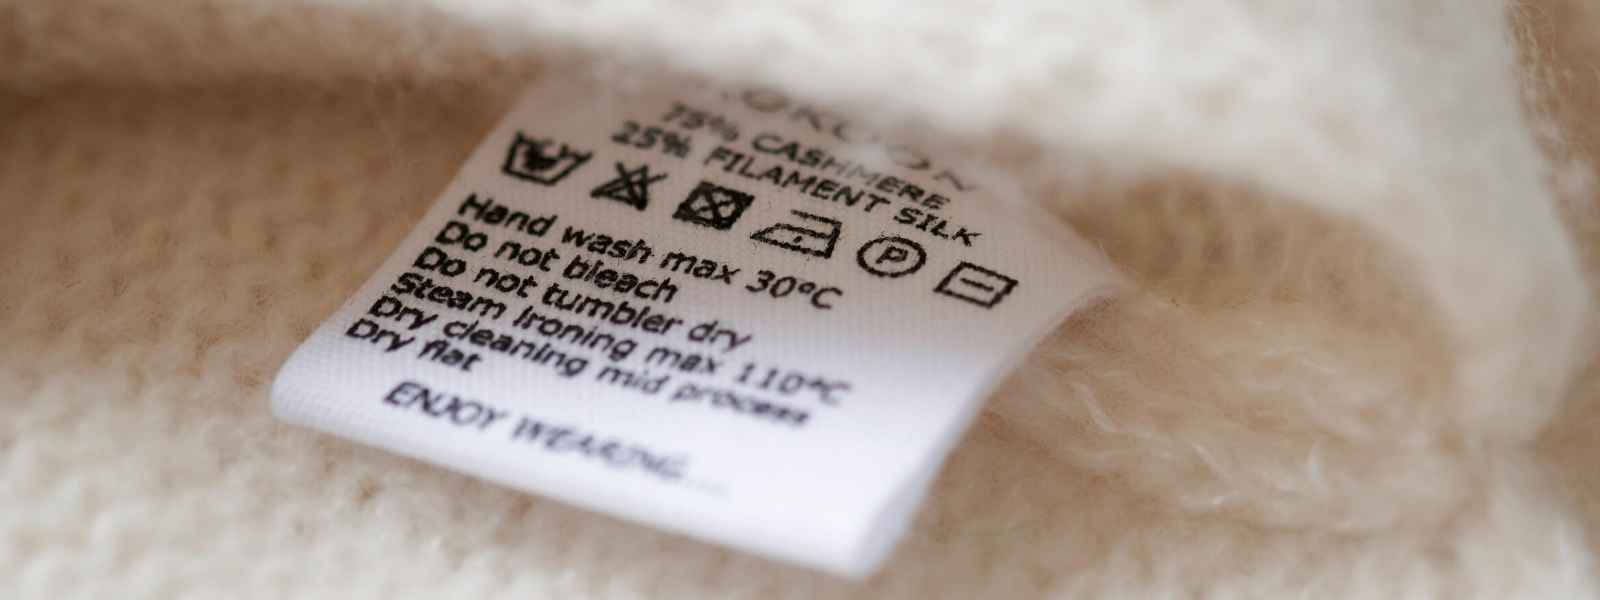 75% CASHMERE
25% FILAMENT SILK
P
Hand wash max 30°C
Do not bleach
Do not tumbler dry
Steam Ironing max 110°C
Dry cleaning mid process
Dry flat
ENJOY WEARING...